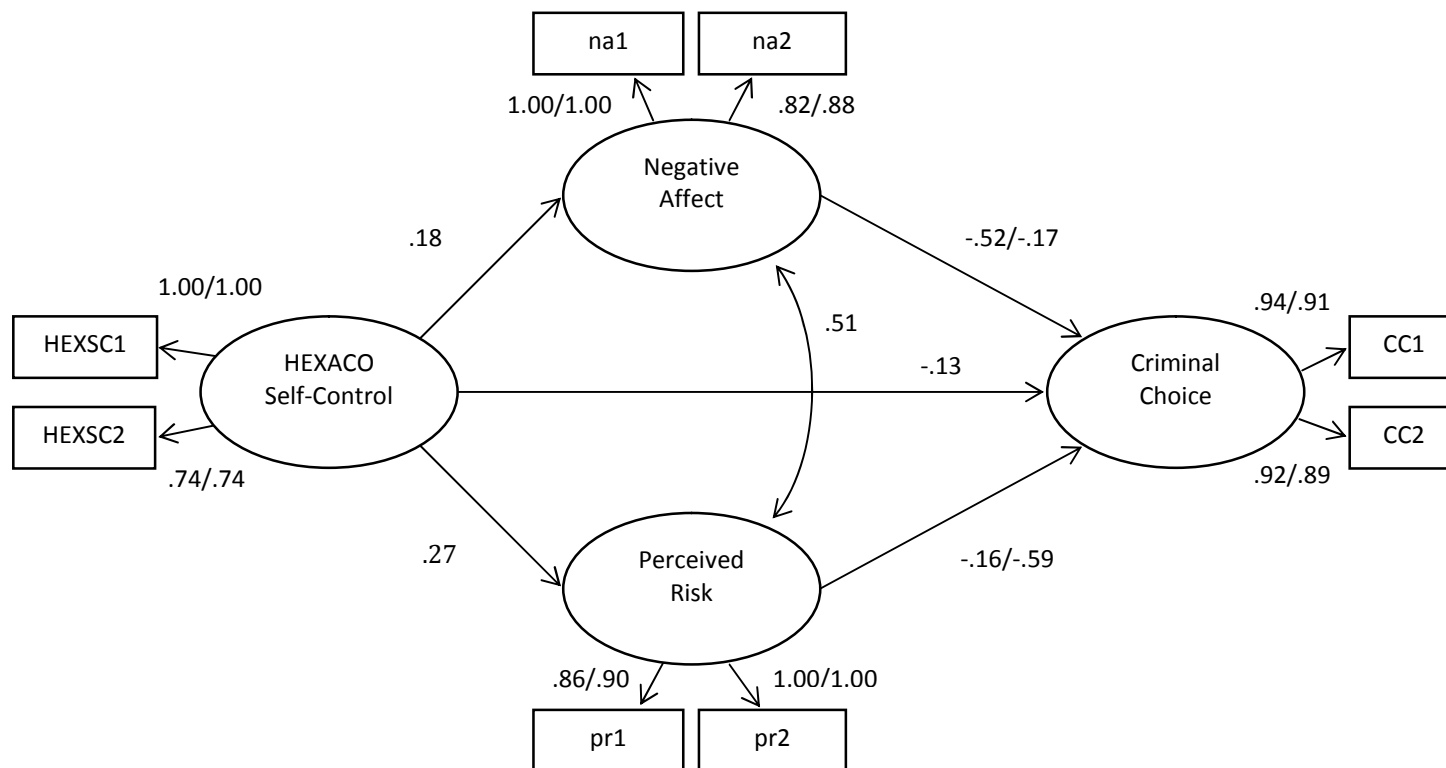 na1
na2
1.00/1.00
.82/.88
Negative
Affect
.18
-.52/-.17
1.00/1.00
.94/.91
HEXSC1
HEXACO
Self-Control
.51
Criminal
Choice
CC1
-.13
HEXSC2
CC2
.74/.74
.92/.89
.27
Perceived
Risk
-.16/-.59
.86/.90
1.00/1.00
pr1
pr2